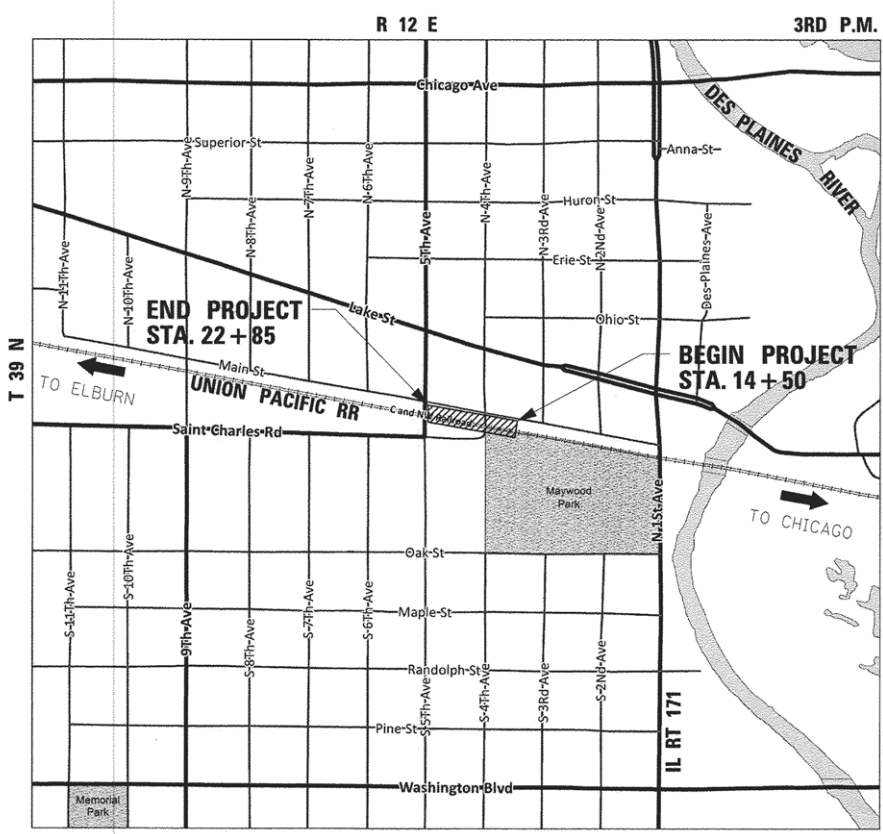 R 12 E
3RD P.M.
Chicago Ave
DES PLAINES
RIVER
Superior St
Anna St
N 9Th Ave
N 7Th Ave
N 6Th Ave
N 4Th Ave
Huron St
N 8Th Ave
5Th Ave
N 3Rd Ave
N 2Nd Ave
Des Plaines Ave
Erie St
N 11Th Ave
N 10Th Ave
Lake St
Ohio St
END PROJECT
STA. 22+85
BEGIN PROJECT
STA. 14+50
T 39 N
Main St
TO ELBURN
UNION PACIFIC RR
C and NW Railroad
Saint Charles Rd
Maywood
Park
N 1St Ave
TO CHICAGO
Oak St
S 11Th Ave
S 10Th Ave
9Th Ave
S 8Th Ave
S 7Th Ave
S 6Th Ave
Maple St
Randolph St
S 5Th Ave
S 4Th Ave
S 3Rd Ave
S 2Nd Ave
Pine St
IL RT 171
Washington Blvd
Memorial
Park